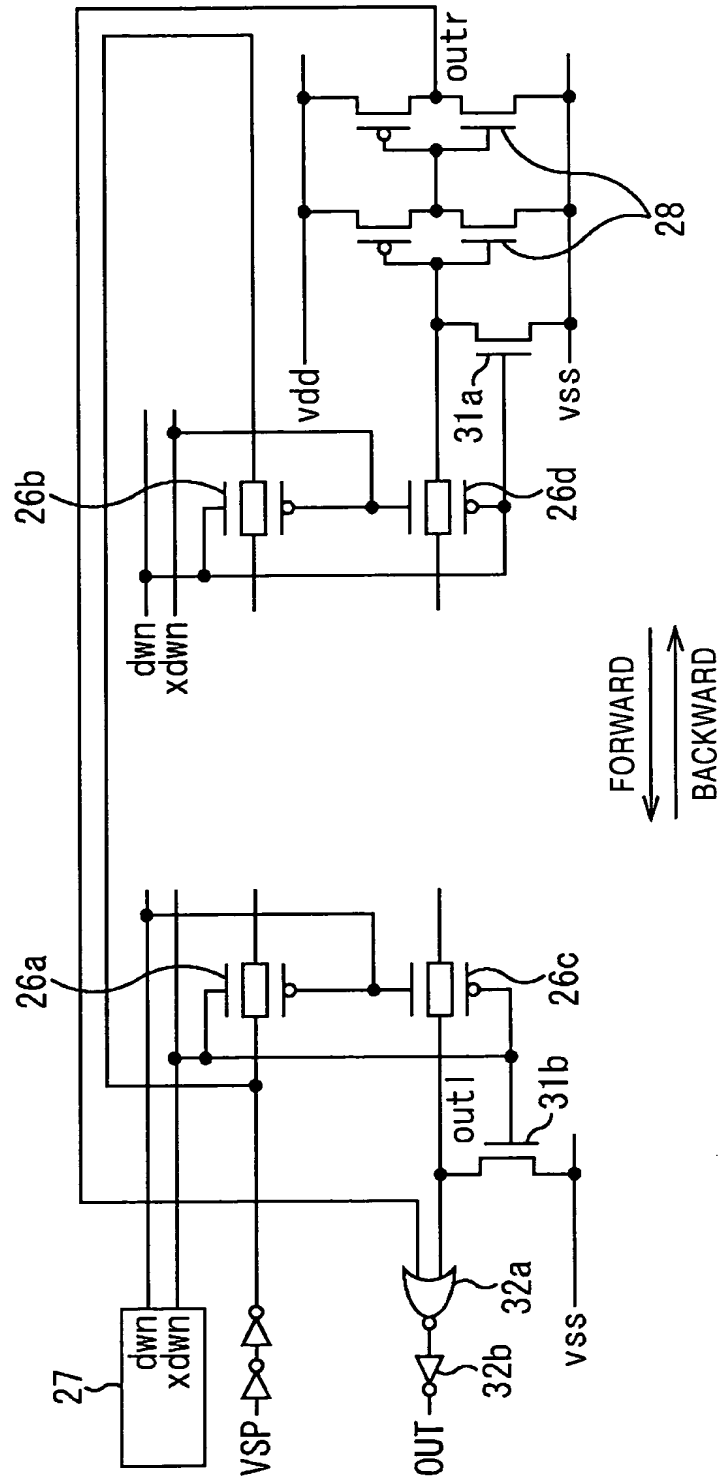 27
dwn
xdwn
VSP
OUT
32b
32a
vss
31b
outl
26a
26c
FORWARD
BACKWARD
dwn
xdwn
26b
26d
31a
vdd
vss
28
outr